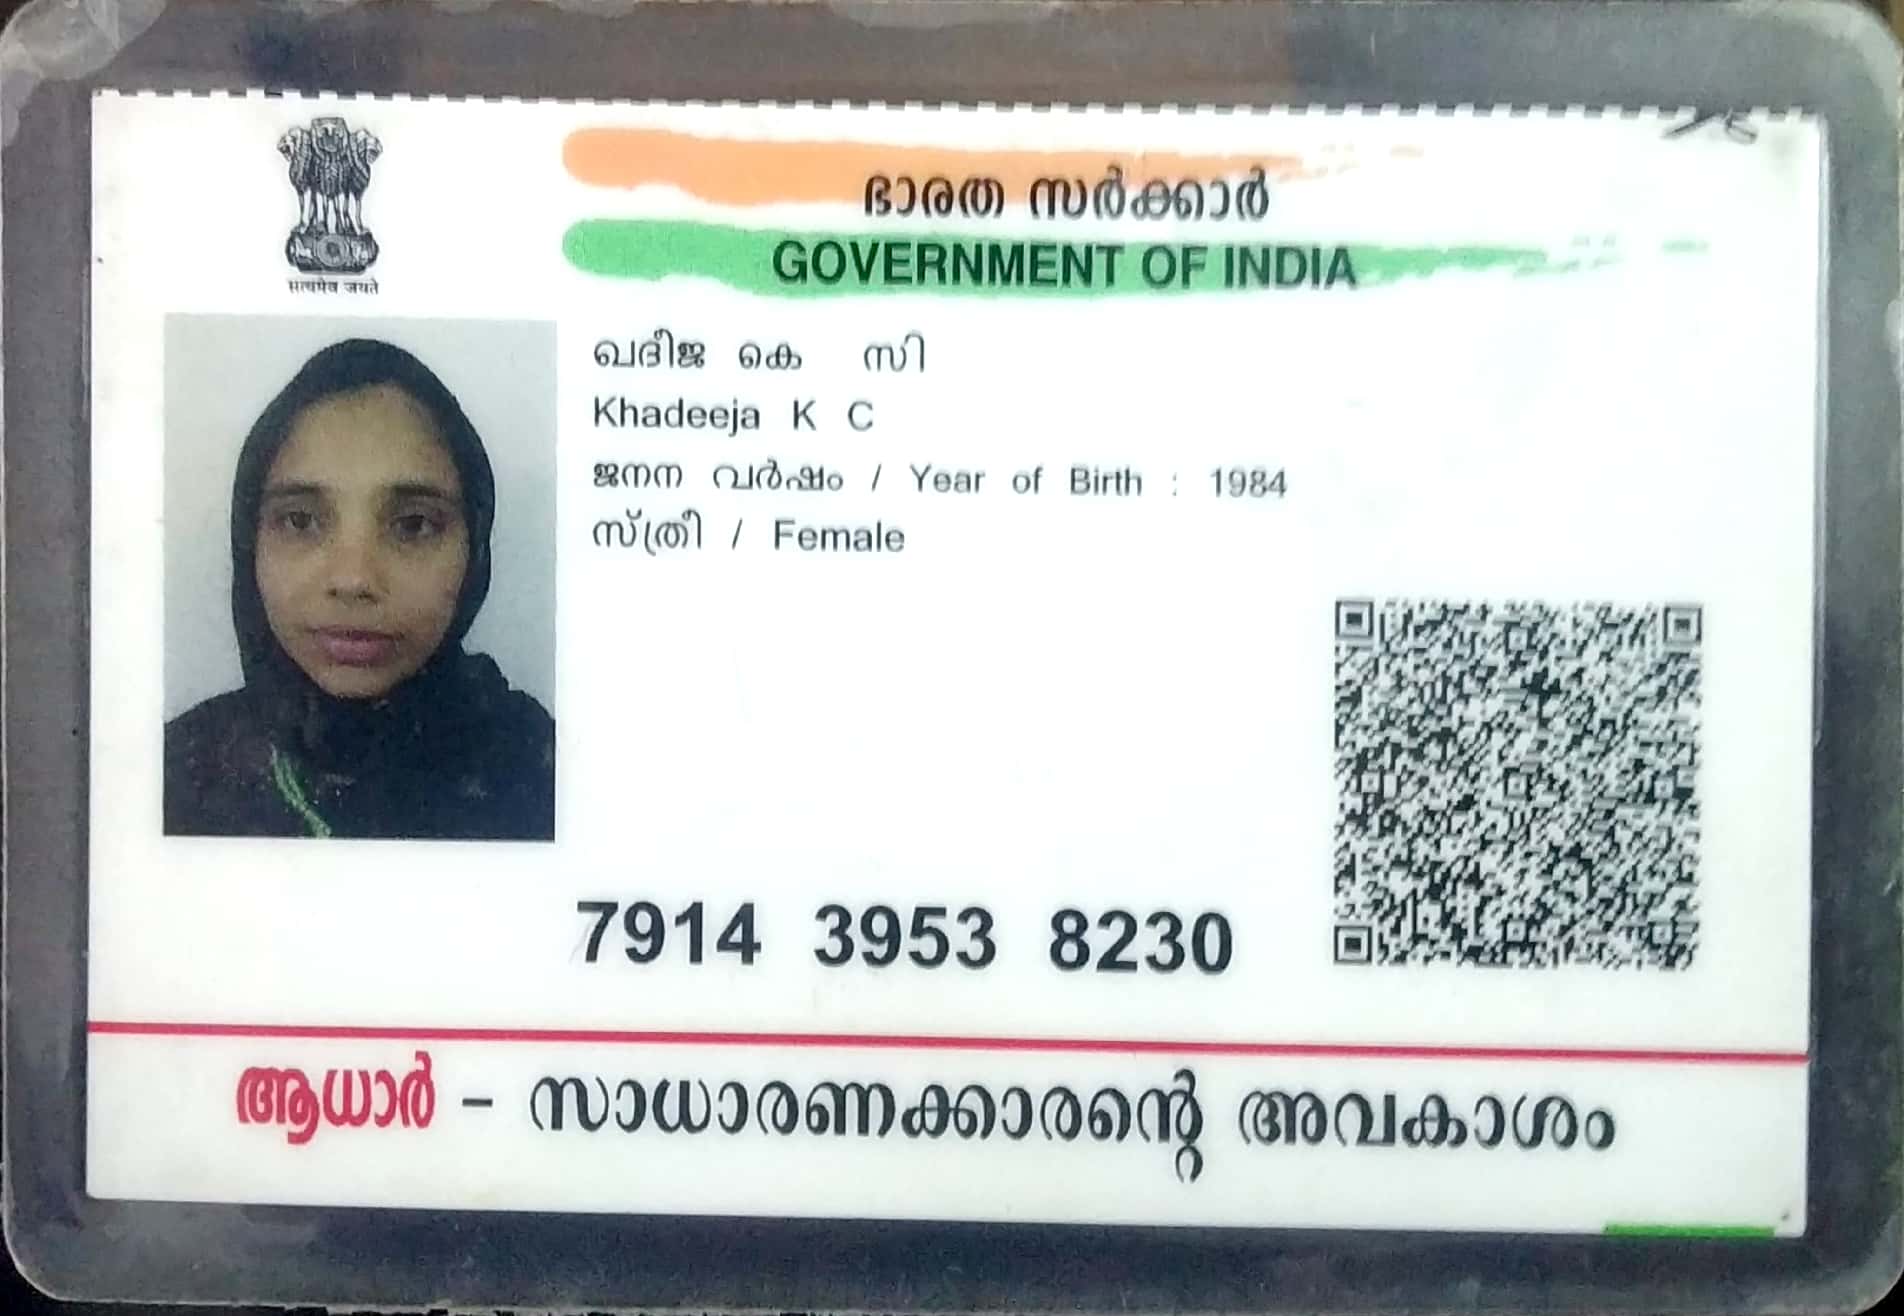 ഭാരത സർക്കാർ
GOVERNMENT OF INDIA
सत्यमेव जयते
ഖദീജ കെ സി
Khadeeja K C
ജനന വർഷം / Year of Birth : 1984
സ്ത്രീ / Female
7914 3953 8230
ആധാർ - സാധാരണക്കാരന്റെ അവകാശം